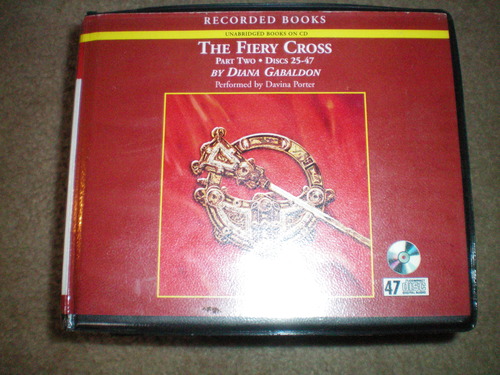 RECORDED BOOKS
UNABRIDGED BOOKS ON CD
THE FIERY CROSS
PART TWO • DISCS 25-47
BY DIANA GABALDON
Performed by Davina Porter
47